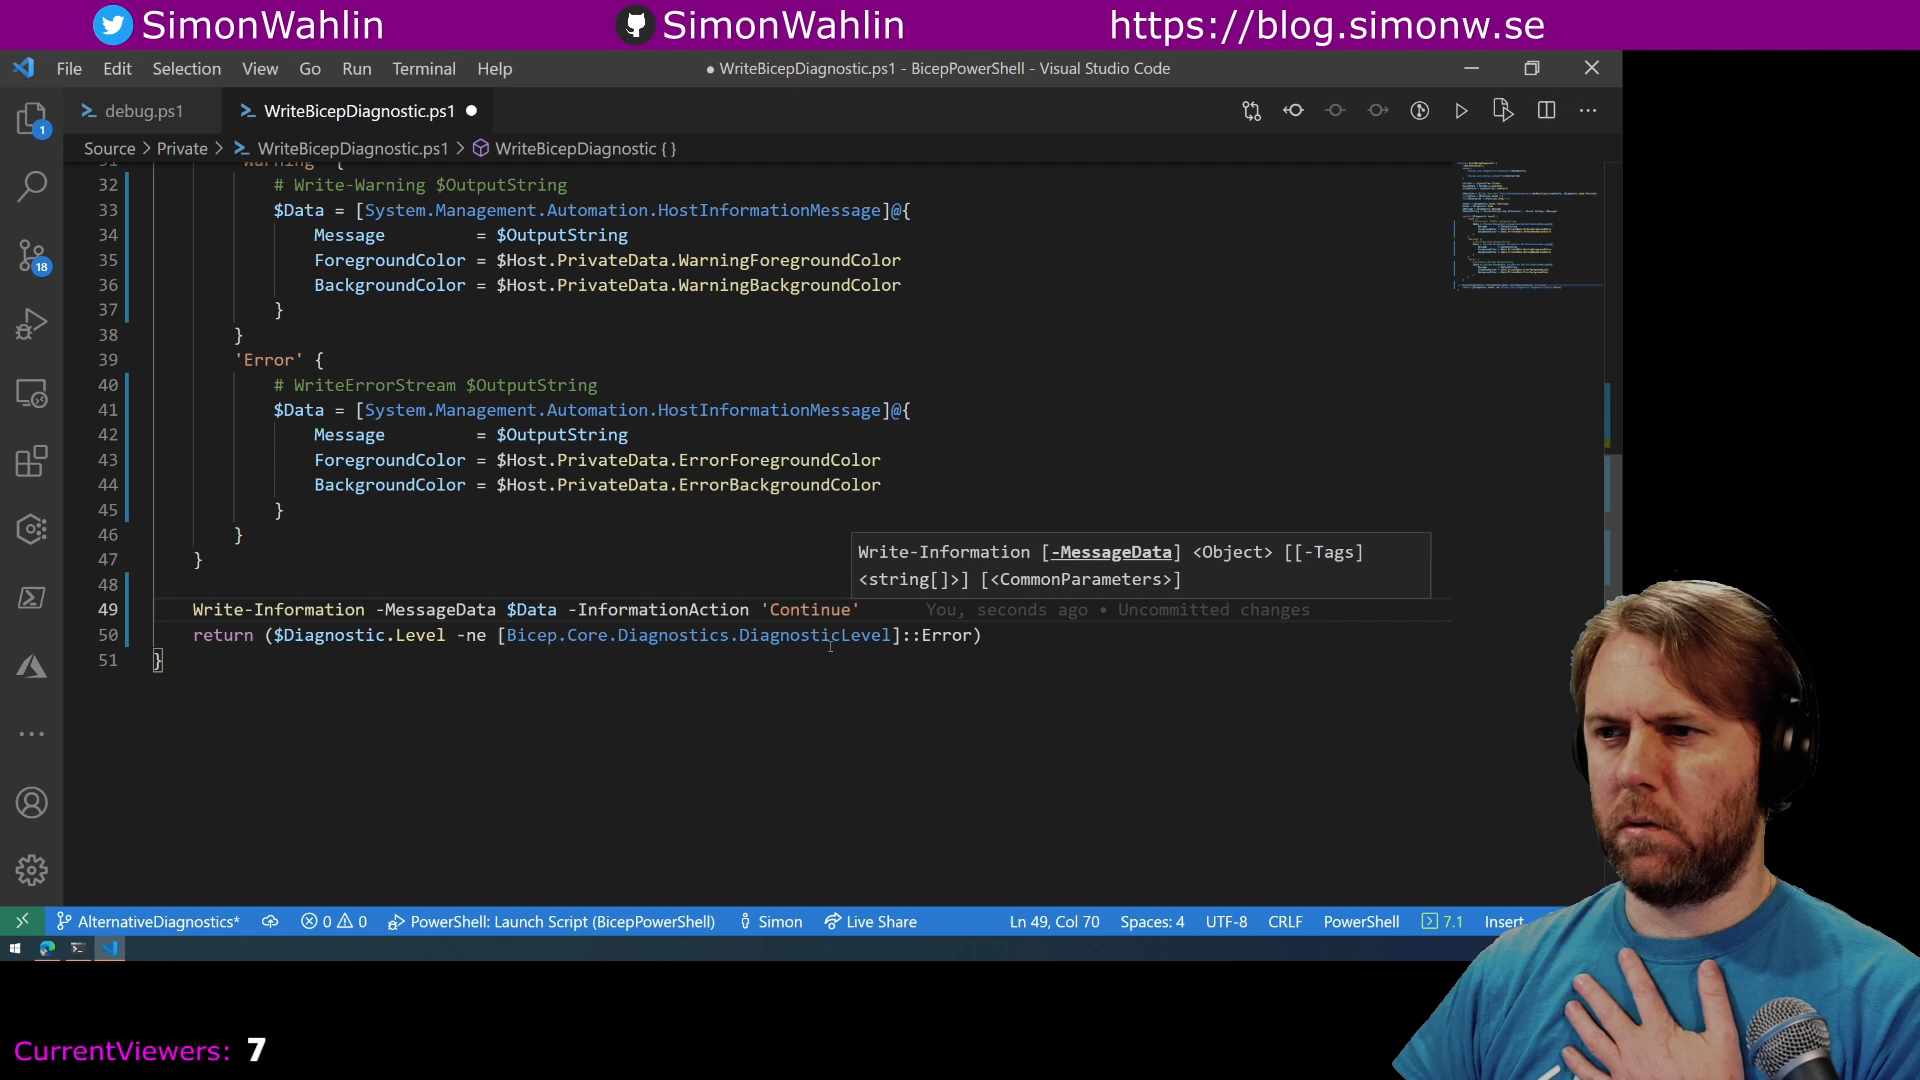 SimonWahlin
SimonWahlin
https://blog.simonw.se
File Edit Selection View Go Run Terminal Help
● WriteBicepDiagnostic.ps1 - BicepPowerShell - Visual Studio Code
debug.ps1
WriteBicepDiagnostic.ps1 ●
Source > Private > WriteBicepDiagnostic.ps1 > WriteBicepDiagnostic { }
32 # Write-Warning $OutputString
33 $Data = [System.Management.Automation.HostInformationMessage]@{
34 Message = $OutputString
35 ForegroundColor = $Host.PrivateData.WarningForegroundColor
36 BackgroundColor = $Host.PrivateData.WarningBackgroundColor
37 }
38 }
39 'Error' {
40 # WriteErrorStream $OutputString
41 $Data = [System.Management.Automation.HostInformationMessage]@{
42 Message = $OutputString
43 ForegroundColor = $Host.PrivateData.ErrorForegroundColor
44 BackgroundColor = $Host.PrivateData.ErrorBackgroundColor
45 }
46 }
47 }
Write-Information [-MessageData] <Object> [[-Tags]
<string[]>] [<CommonParameters>]
48
49 Write-Information -MessageData $Data -InformationAction 'Continue' You, seconds ago • Uncommitted changes
50 return ($Diagnostic.Level -ne [Bicep.Core.Diagnostics.DiagnosticLevel]::Error)
51 }
1
18
AlternativeDiagnostics* 0 0 PowerShell: Launch Script (BicepPowerShell) Simon Live Share Ln 49, Col 70 Spaces: 4 UTF-8 CRLF PowerShell 7.1 Insert
CurrentViewers: 7